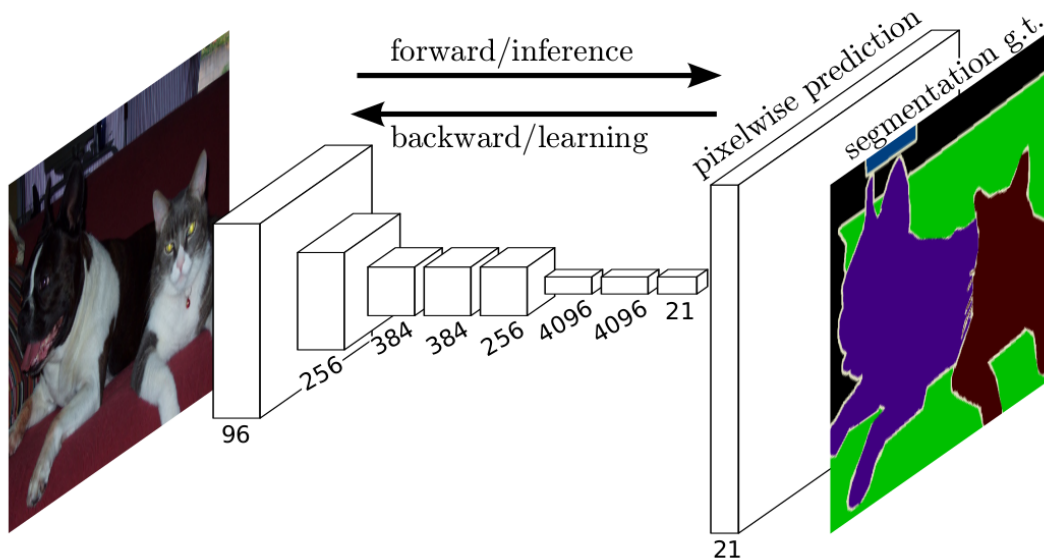 forward/inference
backward/learning
pixelwise prediction
segmentation g.t.
96
256
384
384
256
4096
4096
21
21